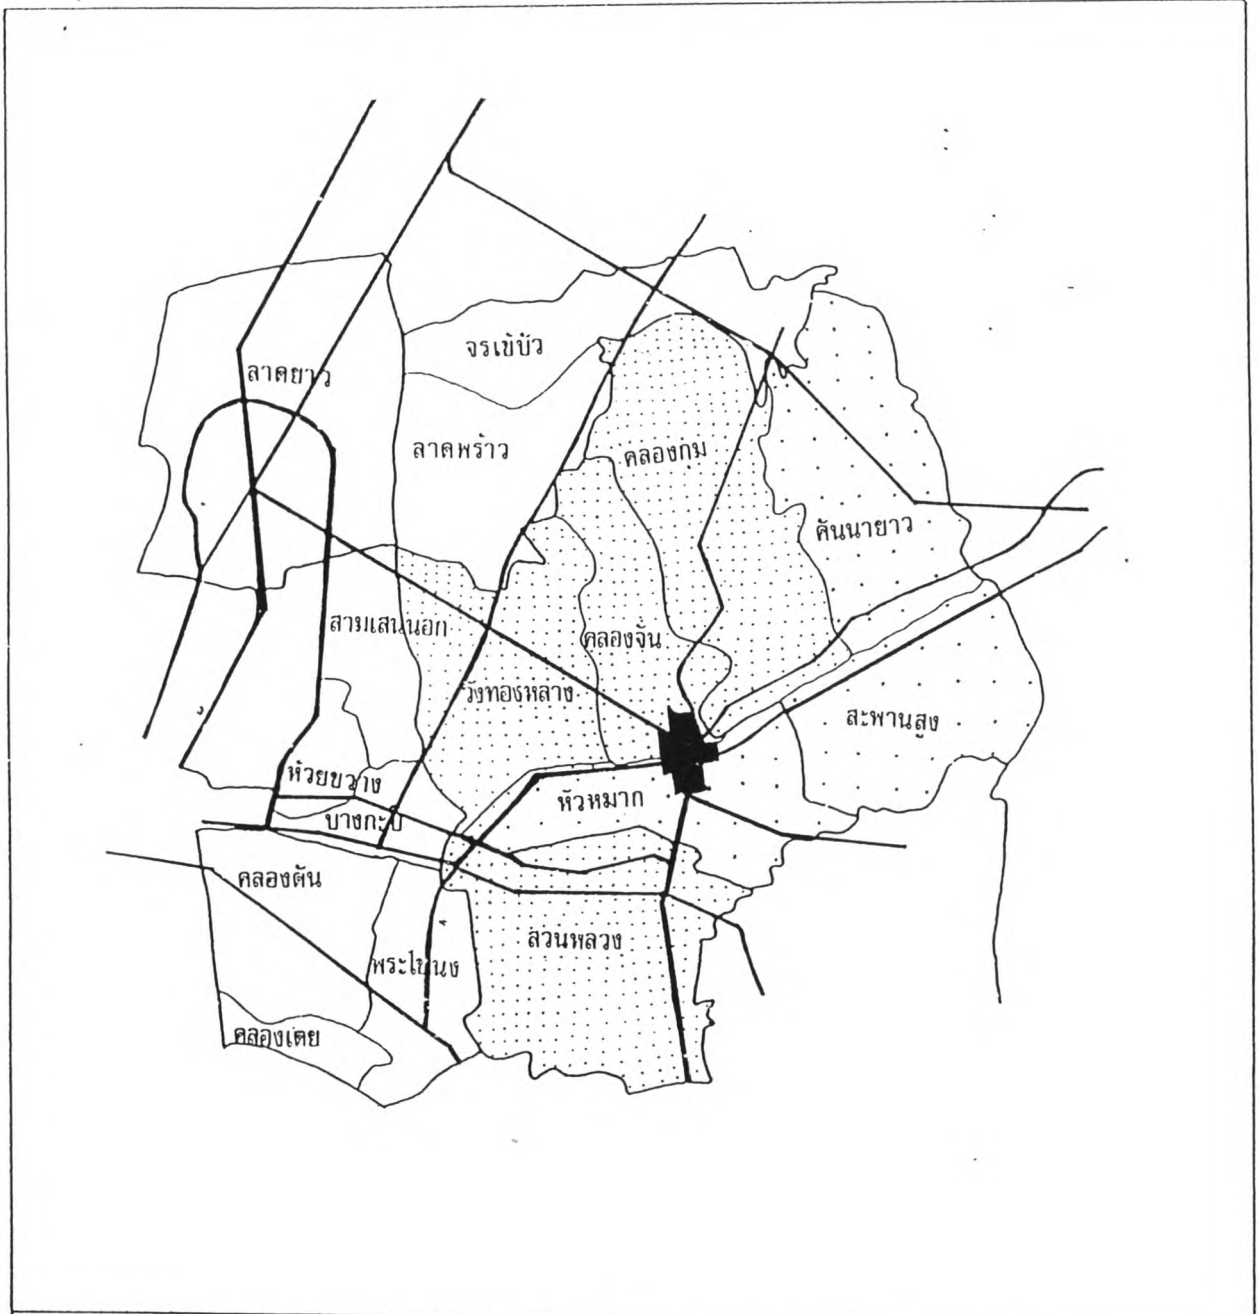 จรเข้บัว
ลาดยาว
ลาดพร้าว
คลองกุ่ม
คันนายาว
สามเสนนอก
คลองจั่น
วังทองหลาง
สะพานสูง
ห้วยขวาง
หัวหมาก
บางกะปิ
คลองตัน
สวนหลวง
พระโขนง
คลองเตย